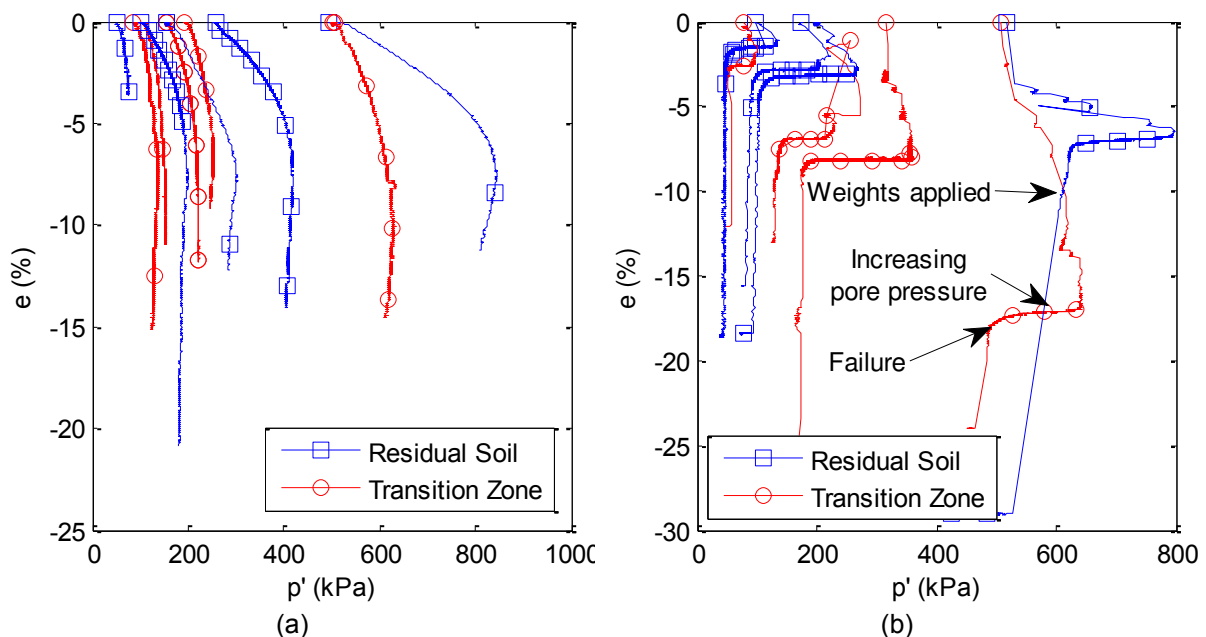 0
-5
-10
-15
-20
-25
0
200
400
600
800
1000
e (%)
p' (kPa)
Residual Soil
Transition Zone
(a)
0
-5
-10
-15
-20
-25
-30
0
200
400
600
800
e (%)
p' (kPa)
Weights applied
Increasing
pore pressure
Failure
Residual Soil
Transition Zone
(b)